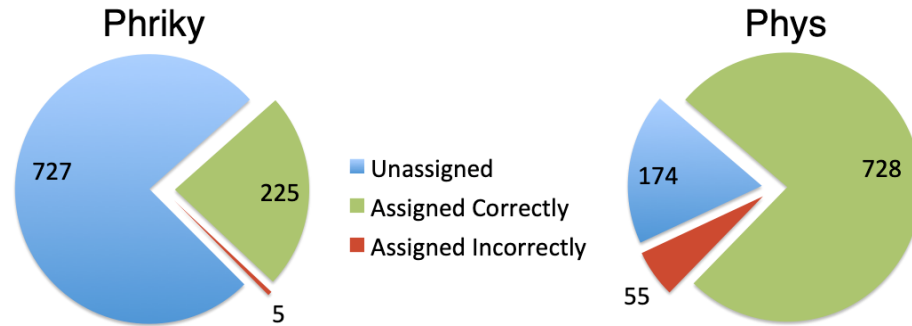 Phriky
Phys
727
225
5
Unassigned
Assigned Correctly
Assigned Incorrectly
174
728
55